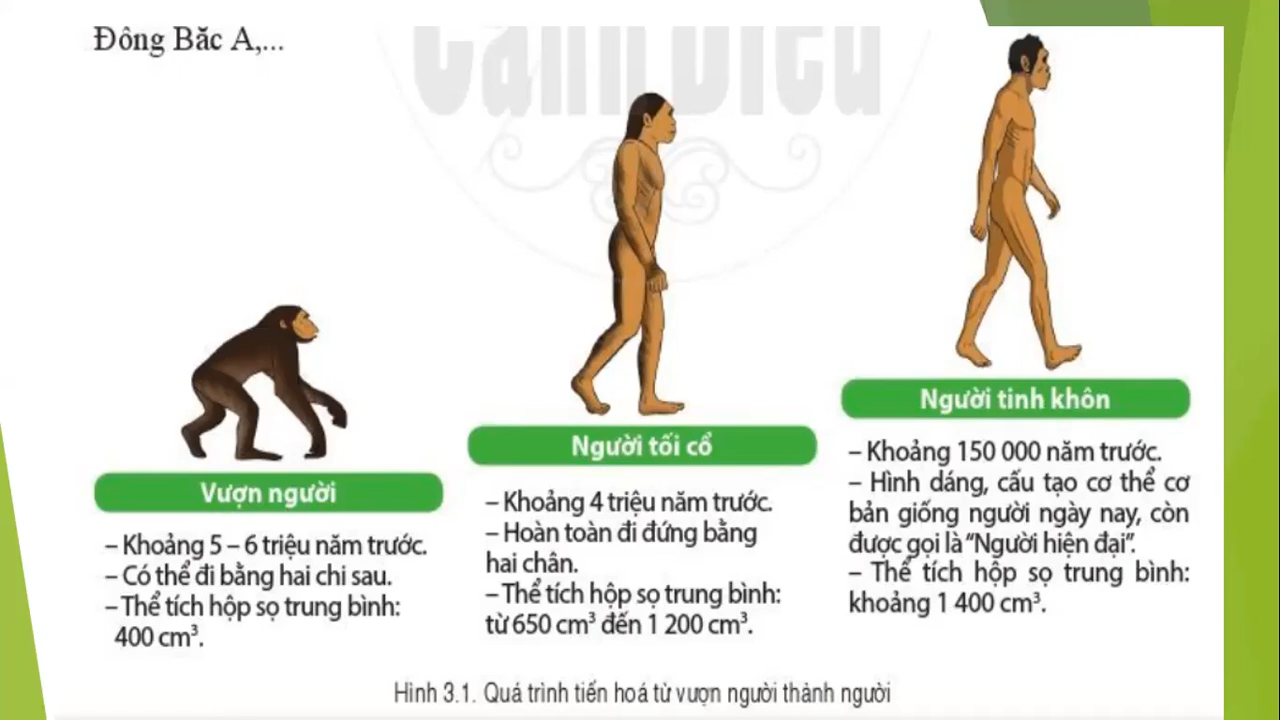 Đông Băc A,...
Cánh Diều
Vượn người
– Khoảng 5 – 6 triệu năm trước.
– Có thể đi bằng hai chi sau.
– Thể tích hộp sọ trung bình:
400 cm³.
Người tối cổ
– Khoảng 4 triệu năm trước.
– Hoàn toàn đi đứng bằng
hai chân.
– Thể tích hộp sọ trung bình:
từ 650 cm³ đến 1 200 cm³.
Người tinh khôn
– Khoảng 150 000 năm trước.
– Hình dáng, cấu tạo cơ thể cơ
bản giống người ngày nay, còn
được gọi là “Người hiện đại”.
– Thể tích hộp sọ trung bình:
khoảng 1 400 cm³.
Hình 3.1. Quá trình tiến hoá từ vượn người thành người